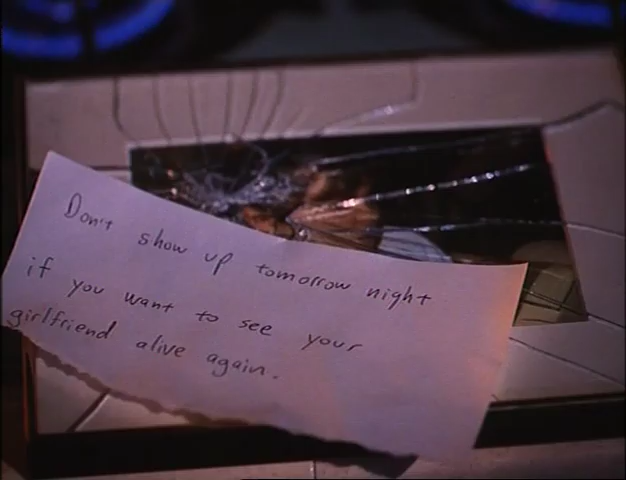 Don't show up tomorrow night
if you want to see your
girlfriend alive again.